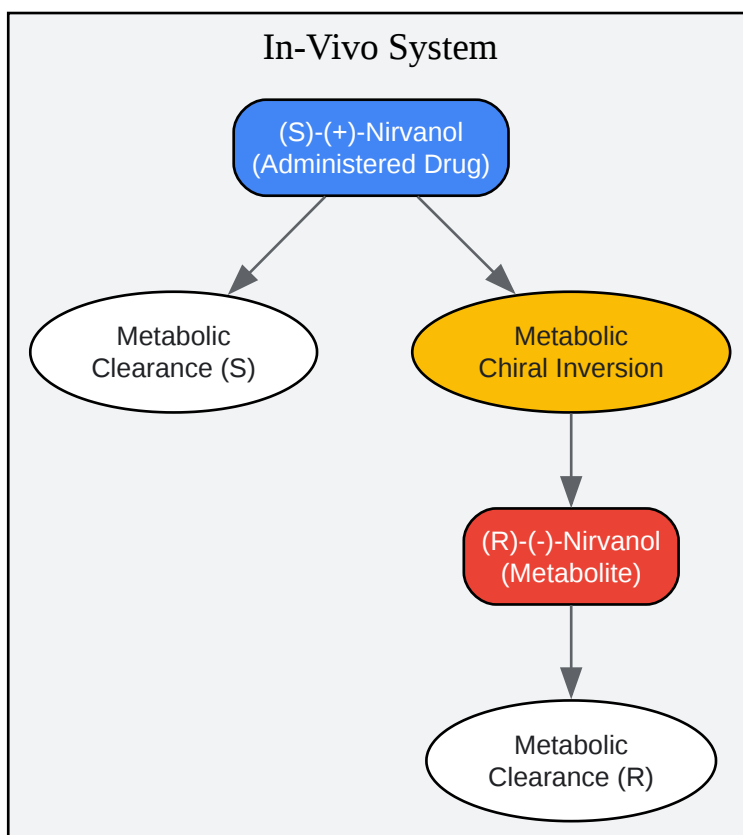 In-Vivo System
(S)-(+)-Nirvanol
(Administered Drug)
Metabolic
Clearance (S)
Metabolic
Chiral Inversion
(R)-(-)-Nirvanol
(Metabolite)
Metabolic
Clearance (R)